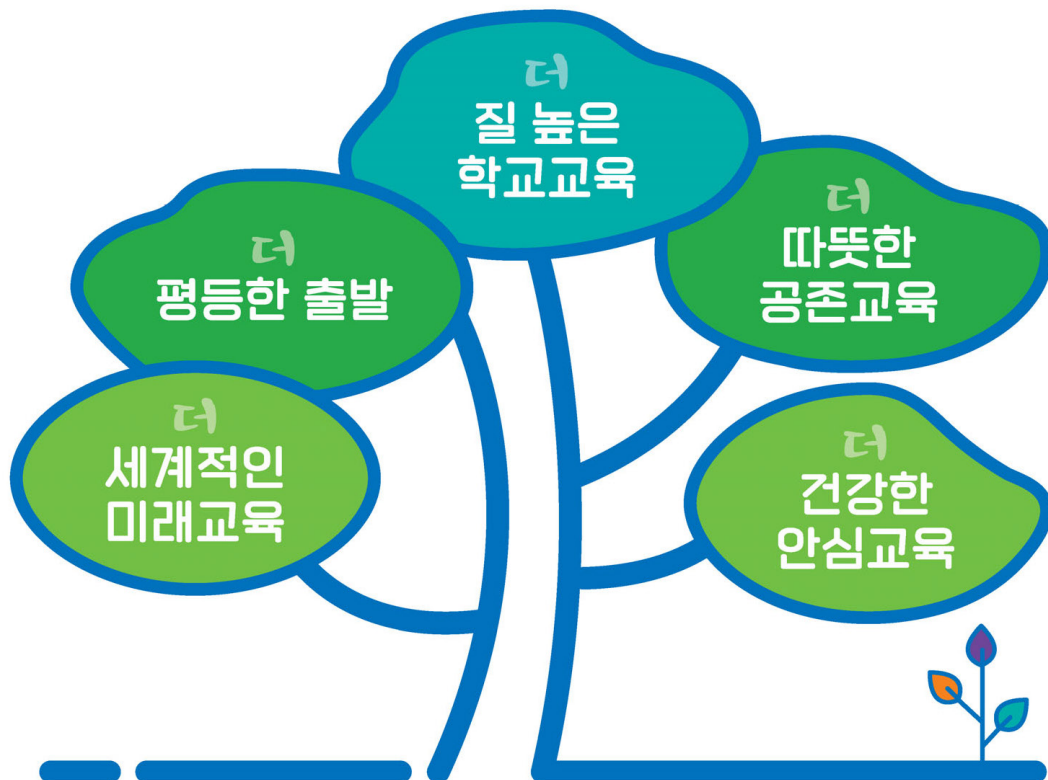 더
질 높은
학교교육
더
평등한 출발
더
따뜻한
공존교육
더
세계적인
미래교육
더
건강한
안심교육